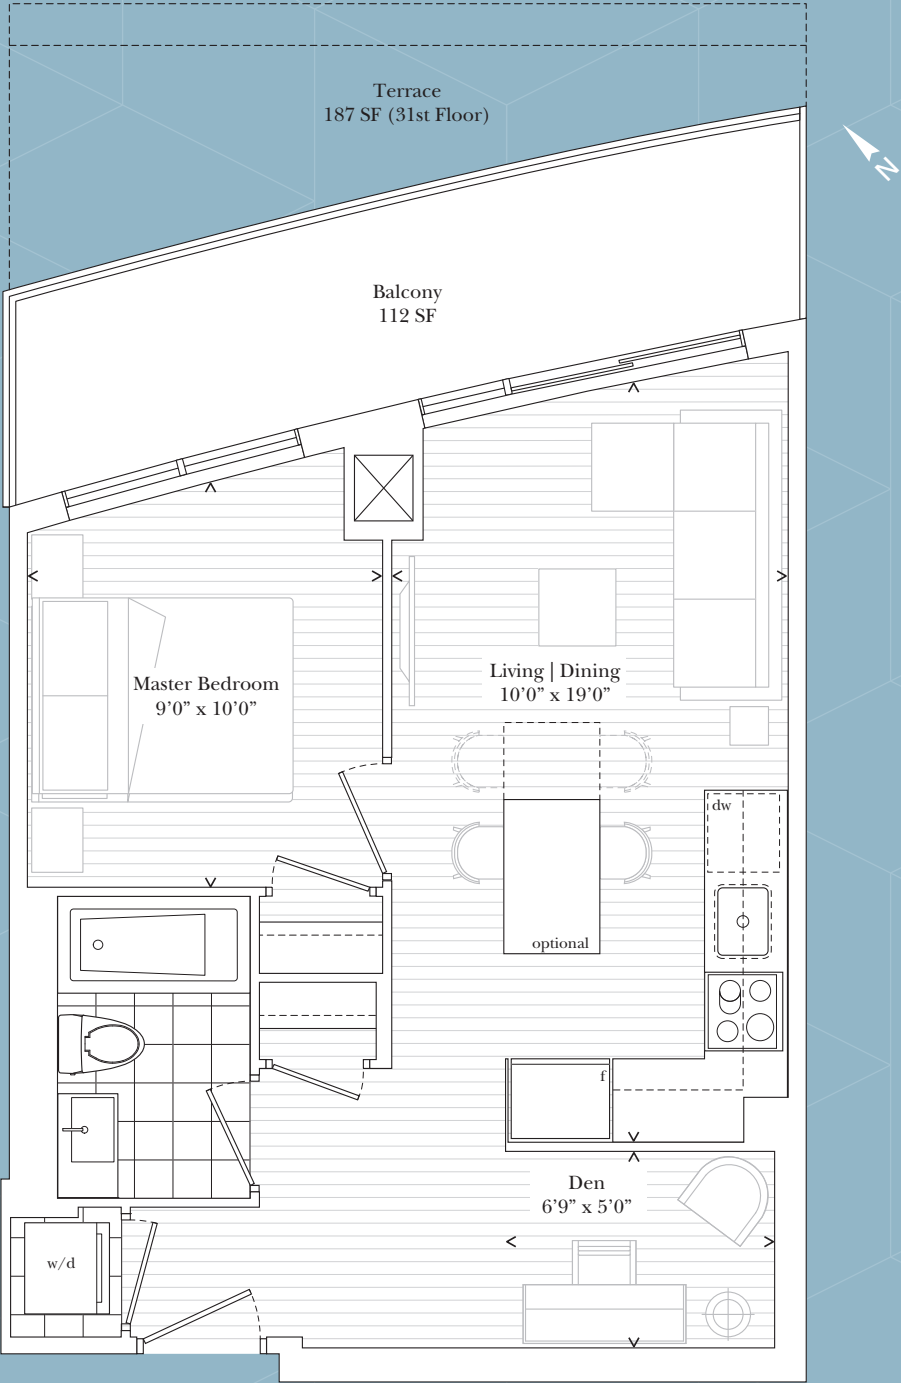 Terrace
187 SF (31st Floor)
N
Balcony
112 SF
Master Bedroom
9’0” x 10’0”
Living | Dining
10’0” x 19’0”
dw
optional
f
Den
6’9” x 5’0”
w/d